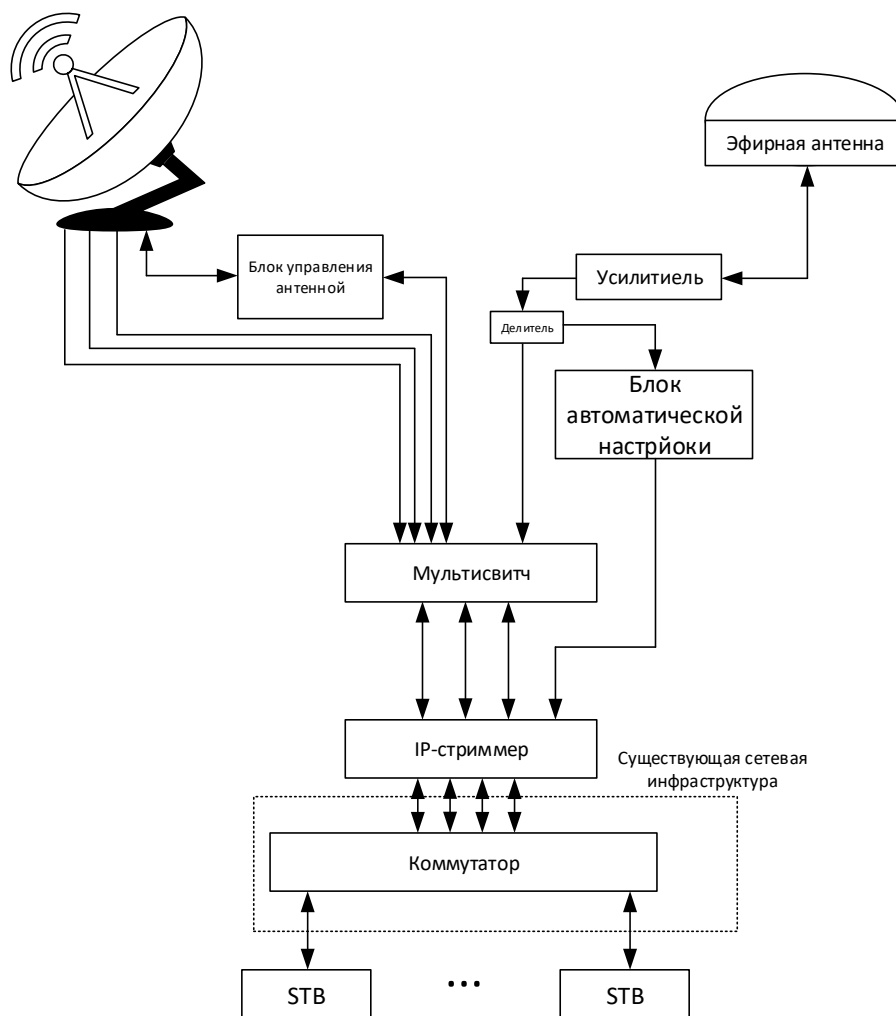 Эфирная антенна
Блок управления
антенной
Усилитиель
Делитель
Блок
автоматической
настрйоки
Мультисвитч
IP-стриммер
Существующая сетевая
инфраструктура
Коммутатор
STB
...
STB